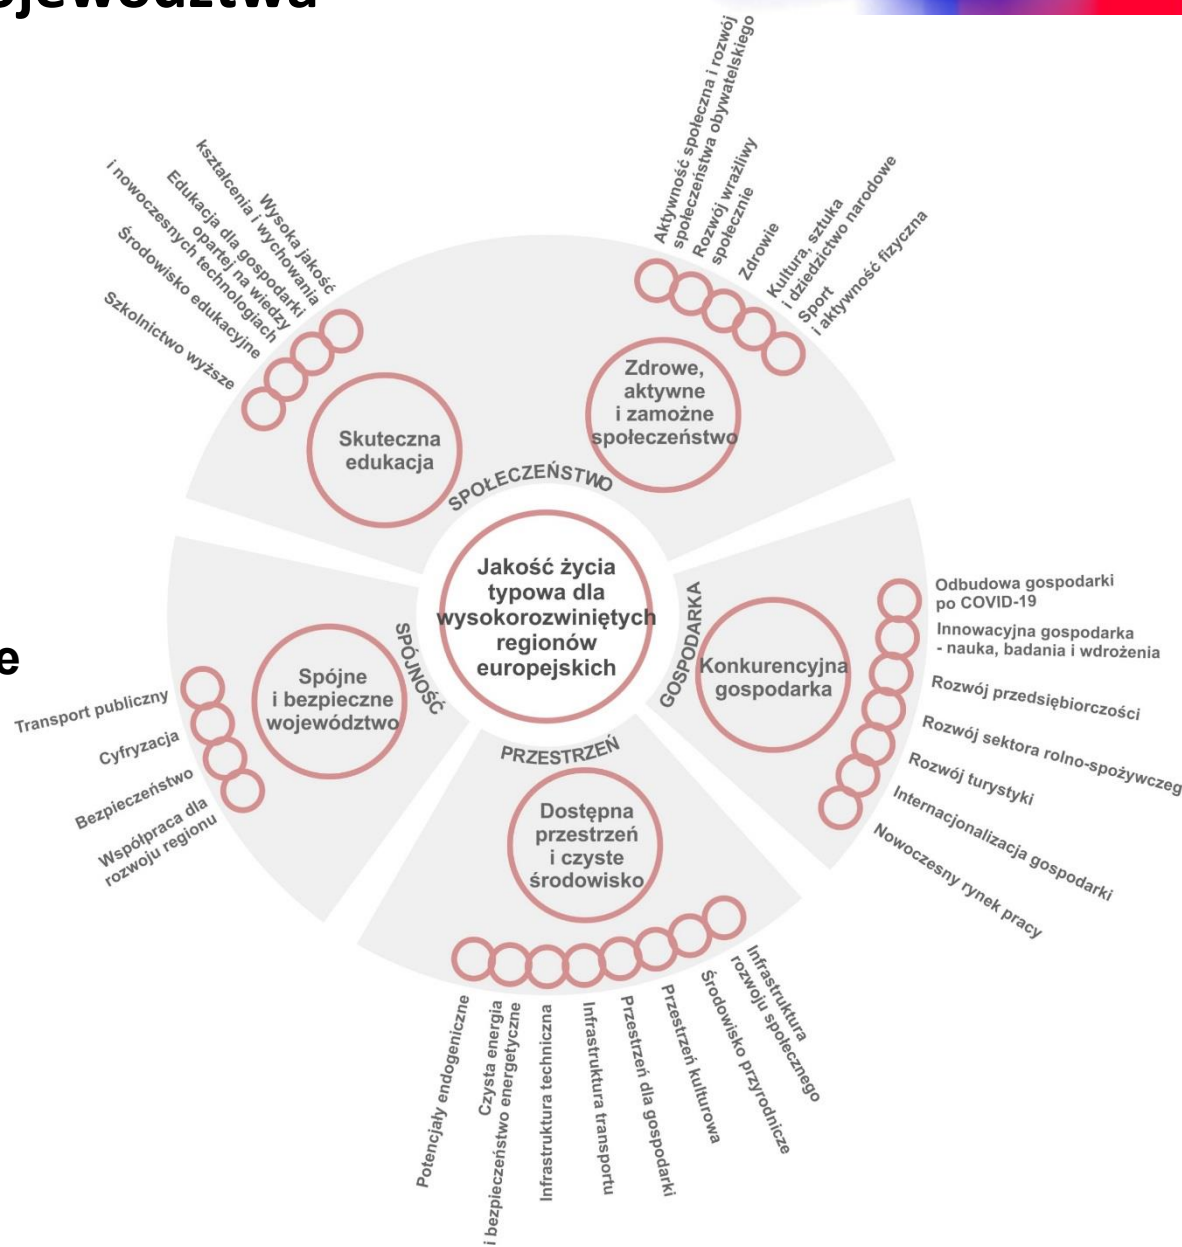 ojewództwa
Aktywność społeczna i rozwój
społeczeństwa obywatelskiego
Rozwój wrażliwy
społecznie
Zdrowie
Kultura, sztuka
i dziedzictwo narodowe
Sport
i aktywność fizyczna
Wysoka jakość
kształcenia i wychowania
Edukacja dla gospodarki
opartej na wiedzy
i nowoczesnych technologiach
Środowisko edukacyjne
Szkolnictwo wyższe
Zdrowe,
aktywne
i zamożne
społeczeństwo
Skuteczna
edukacja
SPOŁECZEŃSTWO
Jakość życia
typowa dla
wysokorozwiniętych
regionów
europejskich
GOSPODARKA
Konkurencyjna
gospodarka
Odbudowa gospodarki
po COVID-19
Innowacyjna gospodarka
- nauka, badania i wdrożenia
Rozwój przedsiębiorczości
Rozwój sektora rolno-spożywczeg
Rozwój turystyki
Internacjonalizacja gospodarki
Nowoczesny rynek pracy
e
SPÓJNOŚĆ
Spójne
i bezpieczne
województwo
Transport publiczny
Cyfryzacja
Bezpieczeństwo
Współpraca dla
rozwoju regionu
PRZESTRZEŃ
Dostępna
przestrzeń
i czyste
środowisko
Potencjały endogeniczne
Czysta energia
i bezpieczeństwo energetyczne
Infrastruktura techniczna
Infrastruktura transportu
Przestrzeń dla gospodarki
Przestrzeń kulturowa
Środowisko przyrodnicze
Infrastruktura
rozwoju społecznego